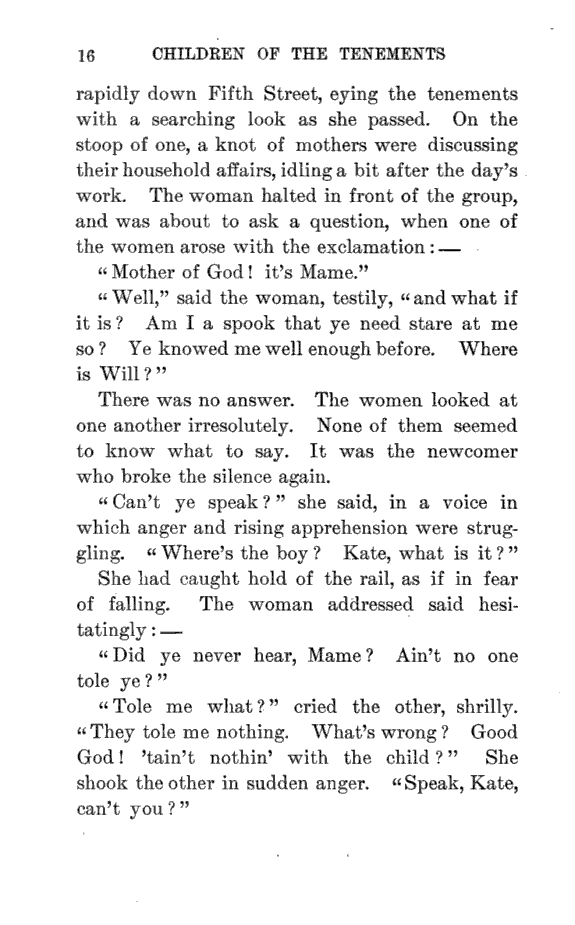 16 CHILDREN OF THE TENEMENTS
rapidly down Fifth Street, eying the tenements
with a searching look as she passed. On the
stoop of one, a knot of mothers were discussing
their household affairs, idling a bit after the day's
work. The woman halted in front of the group,
and was about to ask a question, when one of
the women arose with the exclamation: —
"Mother of God! it's Mame."
"Well," said the woman, testily, "and what if
it is? Am I a spook that ye need stare at me
so? Ye knowed me well enough before. Where
is Will?"
There was no answer. The women looked at
one another irresolutely. None of them seemed
to know what to say. It was the newcomer
who broke the silence again.
"Can't ye speak?" she said, in a voice in
which anger and rising apprehension were strug-
gling. "Where's the boy? Kate, what is it?"
She had caught hold of the rail, as if in fear
of falling. The woman addressed said hesi-
tatingly: —
"Did ye never hear, Mame? Ain't no one
tole ye?"
"Tole me what?" cried the other, shrilly.
"They tole me nothing. What's wrong? Good
God! 'tain't nothin' with the child?" She
shook the other in sudden anger. "Speak, Kate,
can't you?"